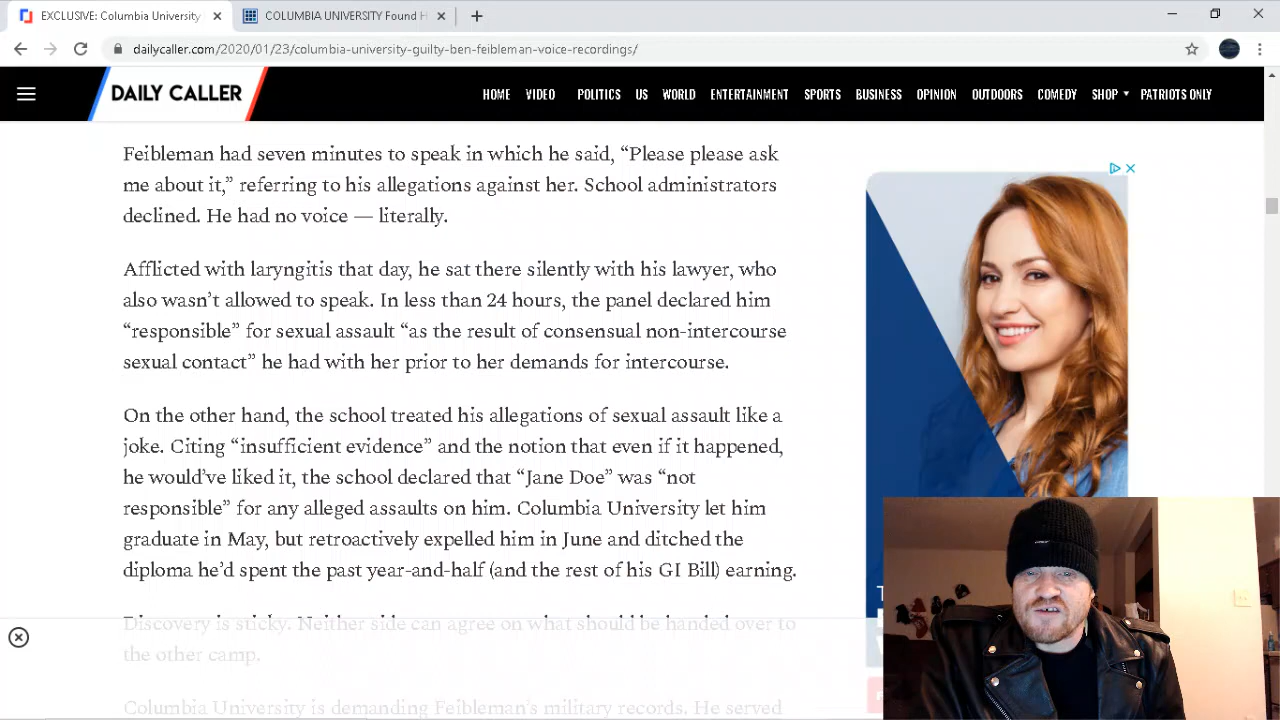 EXCLUSIVE: Columbia University
COLUMBIA UNIVERSITY Found H
dailycaller.com/2020/01/23/columbia-university-guilty-ben-feibleman-voice-recordings/
DAILY CALLER
HOME VIDEO POLITICS US WORLD ENTERTAINMENT SPORTS BUSINESS OPINION OUTDOORS COMEDY SHOP PATRIOTS ONLY
Feibleman had seven minutes to speak in which he said, “Please please ask
me about it,” referring to his allegations against her. School administrators
declined. He had no voice — literally.
Afflicted with laryngitis that day, he sat there silently with his lawyer, who
also wasn’t allowed to speak. In less than 24 hours, the panel declared him
“responsible” for sexual assault “as the result of consensual non-intercourse
sexual contact” he had with her prior to her demands for intercourse.
On the other hand, the school treated his allegations of sexual assault like a
joke. Citing “insufficient evidence” and the notion that even if it happened,
he would’ve liked it, the school declared that “Jane Doe” was “not
responsible” for any alleged assaults on him. Columbia University let him
graduate in May, but retroactively expelled him in June and ditched the
diploma he’d spent the past year-and-half (and the rest of his GI Bill) earning.
Discovery is sticky. Neither side can agree on what should be handed over to
the other camp.
Columbia University is demanding Feibleman’s military records. He served